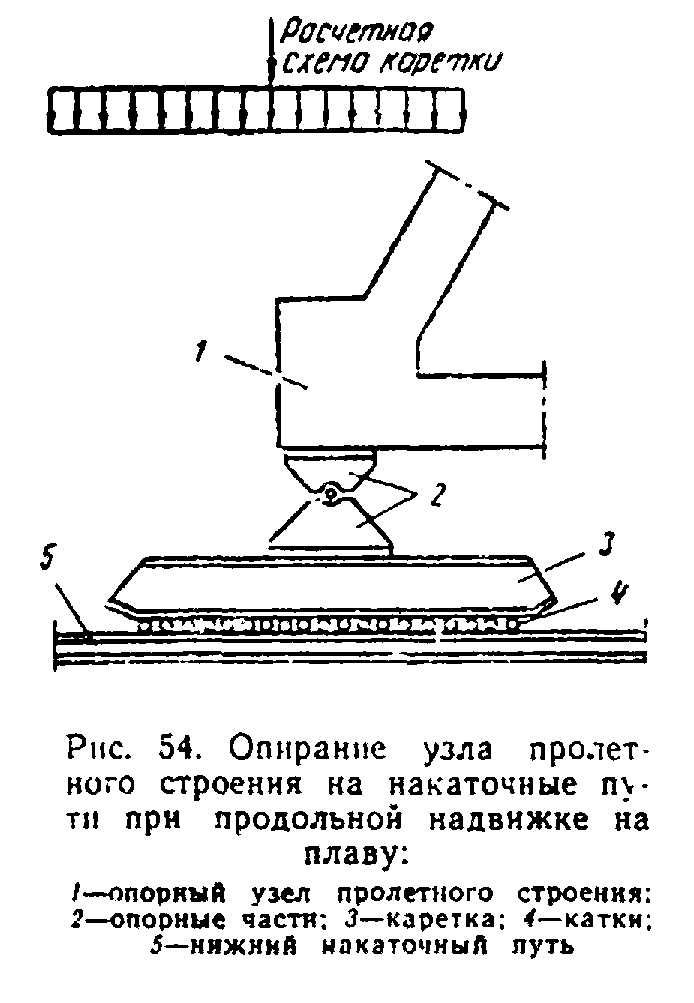 Расчетная
схема каретки
1
2
3
5
4
Рис. 54. Опирание узла пролет-
ного строения на накаточные пу-
ти при продольной надвижке на
плаву:
1—опорный узел пролетного строения;
2—опорные части; 3—каретка; 4—катки;
5—нижний накаточный путь